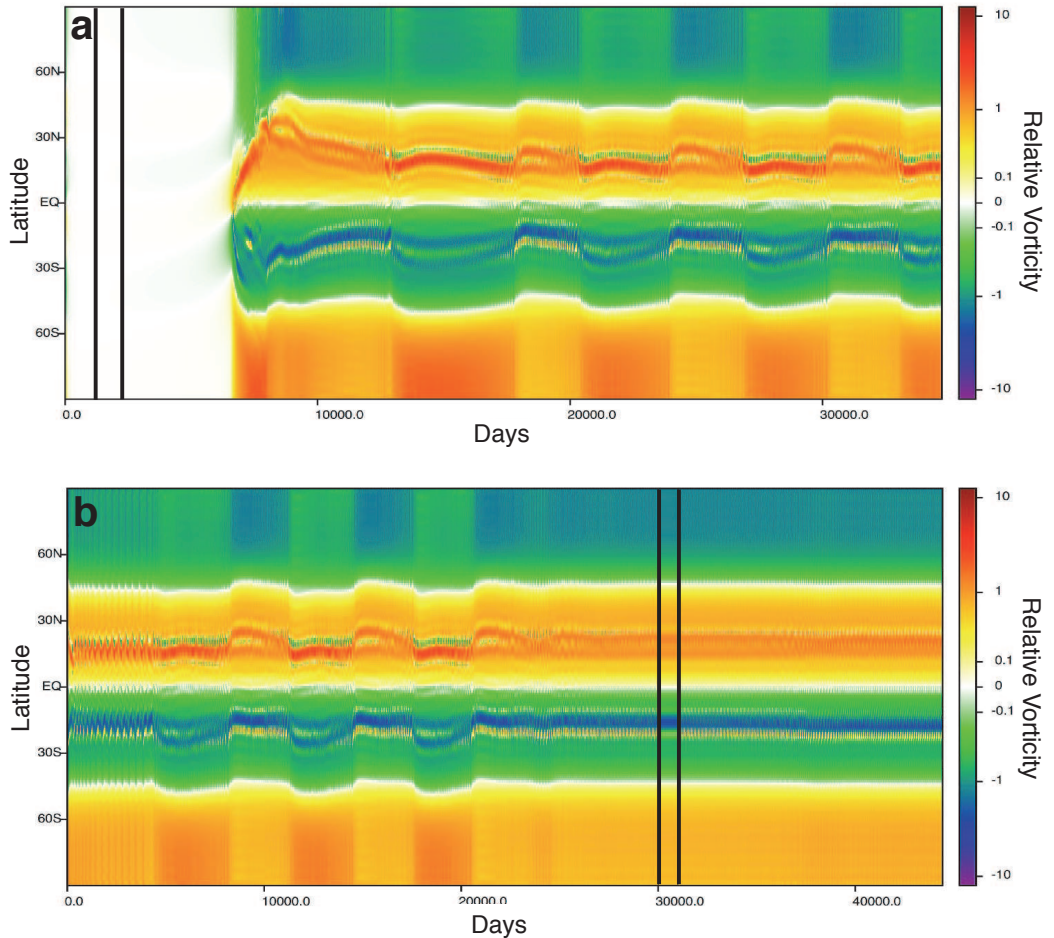 a
60N
30N
EQ
30S
60S
Latitude
0.0 10000.0 20000.0 30000.0
Days
10
1
0.1
0
-0.1
-1
-10
Relative Vorticity
b
60N
30N
EQ
30S
60S
Latitude
0.0 10000.0 20000.0 30000.0 40000.0
Days
10
1
0.1
0
-0.1
-1
-10
Relative Vorticity